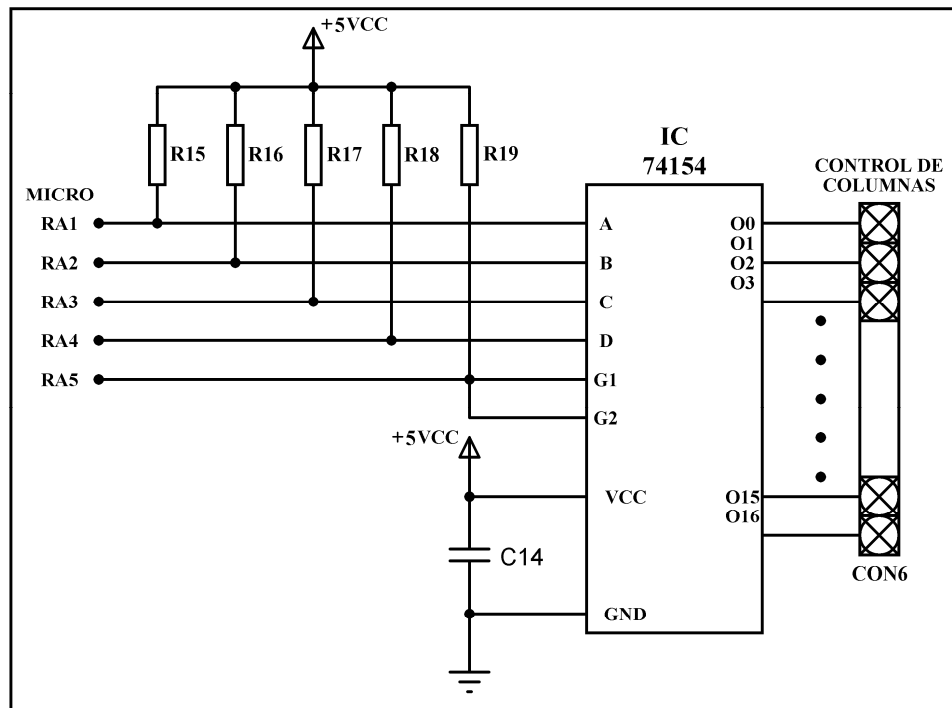 +5VCC
R15
R16
R17
R18
R19
IC
74154
CONTROL DE
COLUMNAS
MICRO
RA1
RA2
RA3
RA4
RA5
A
B
C
D
G1
G2
VCC
GND
O0
O1
O2
O3
O15
O16
+5VCC
C14
CON6